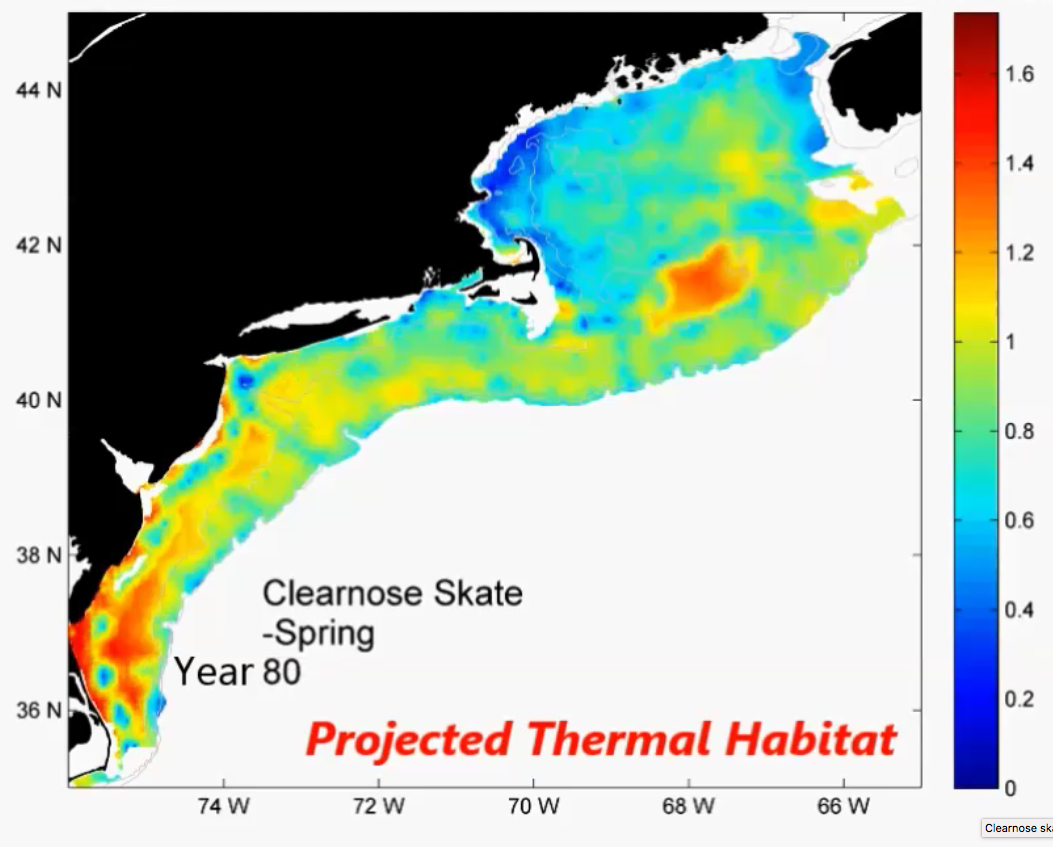 44 N
42 N
40 N
38 N
36 N
74 W
72 W
70 W
68 W
66 W
1.6
1.4
1.2
1
0.8
0.6
0.4
0.2
0
Clearnose Skate
-Spring
Year 80
Projected Thermal Habitat
Clearnose ska